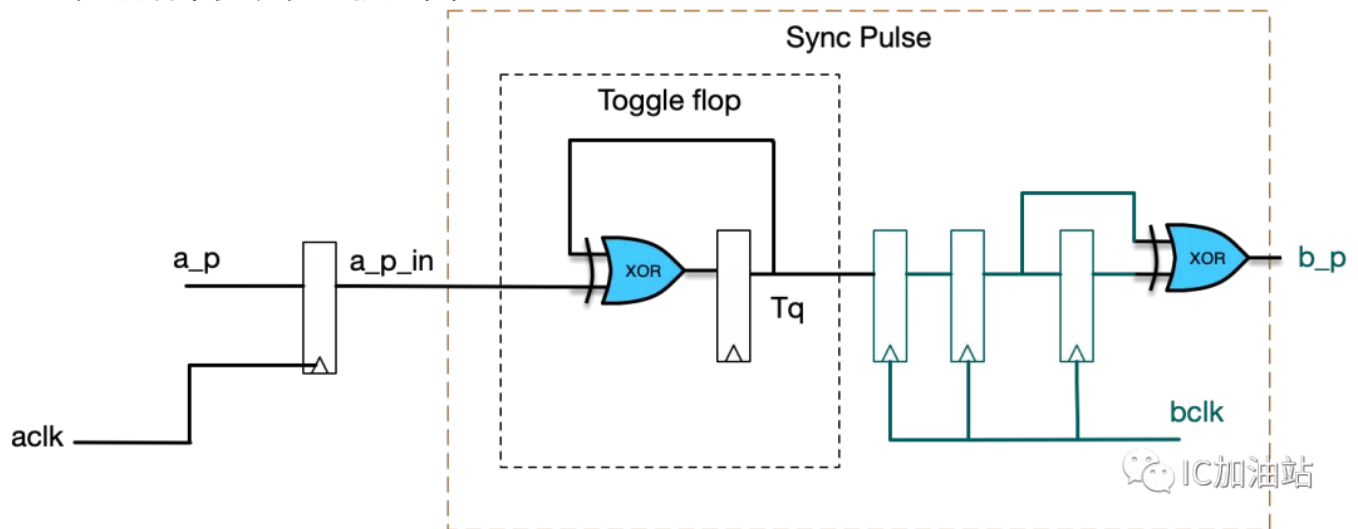 Sync Pulse
Toggle flop
XOR
XOR
a_p
a_p_in
b_p
Tq
bclk
aclk
IC加油站